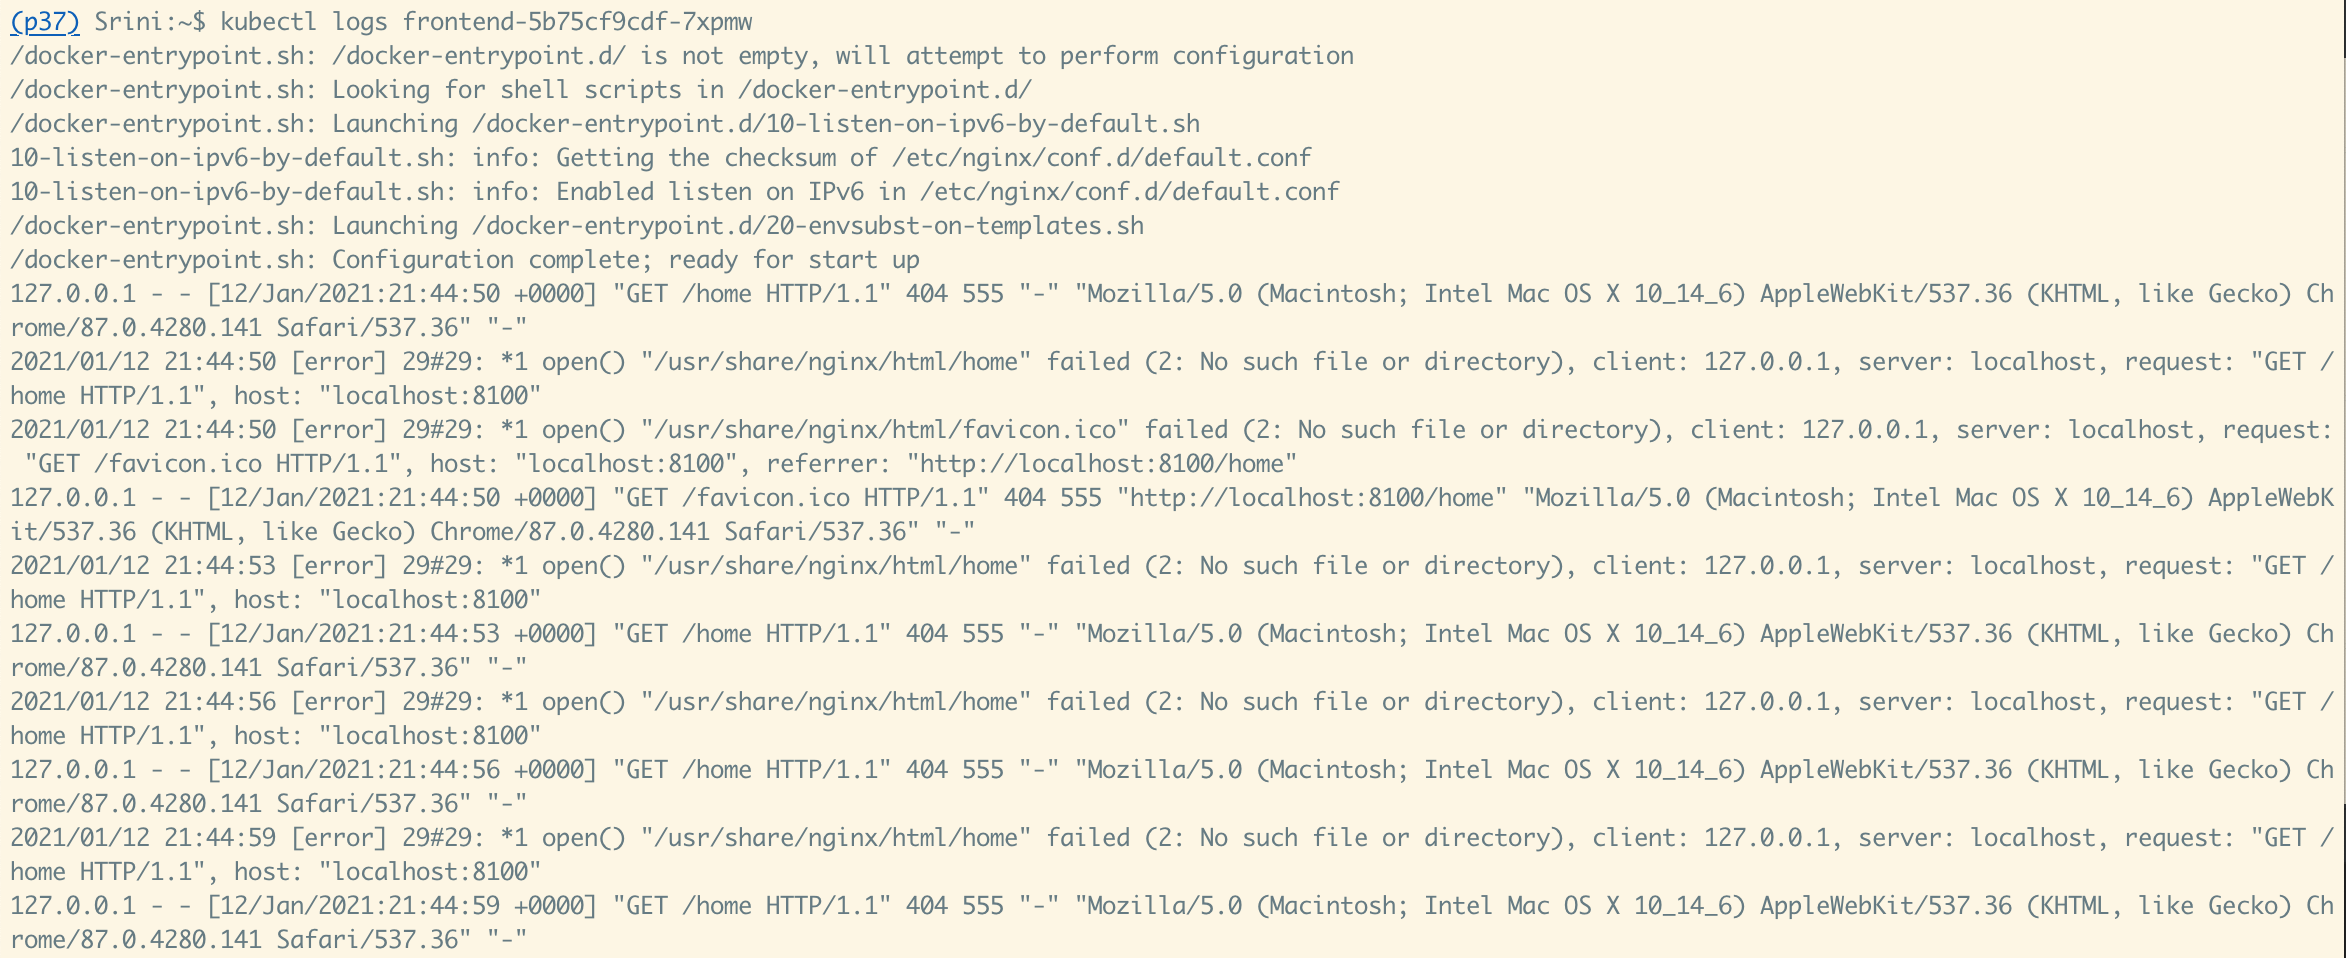 (p37) Srini:~$ kubectl logs frontend-5b75cf9cdf-7xpmw
/docker-entrypoint.sh: /docker-entrypoint.d/ is not empty, will attempt to perform configuration
/docker-entrypoint.sh: Looking for shell scripts in /docker-entrypoint.d/
/docker-entrypoint.sh: Launching /docker-entrypoint.d/10-listen-on-ipv6-by-default.sh
10-listen-on-ipv6-by-default.sh: info: Getting the checksum of /etc/nginx/conf.d/default.conf
10-listen-on-ipv6-by-default.sh: info: Enabled listen on IPv6 in /etc/nginx/conf.d/default.conf
/docker-entrypoint.sh: Launching /docker-entrypoint.d/20-envsubst-on-templates.sh
/docker-entrypoint.sh: Configuration complete; ready for start up
127.0.0.1 - - [12/Jan/2021:21:44:50 +0000] "GET /home HTTP/1.1" 404 555 "-" "Mozilla/5.0 (Macintosh; Intel Mac OS X 10_14_6) AppleWebKit/537.36 (KHTML, like Gecko) Ch
rome/87.0.4280.141 Safari/537.36" "-"
2021/01/12 21:44:50 [error] 29#29: *1 open() "/usr/share/nginx/html/home" failed (2: No such file or directory), client: 127.0.0.1, server: localhost, request: "GET /
home HTTP/1.1", host: "localhost:8100"
2021/01/12 21:44:50 [error] 29#29: *1 open() "/usr/share/nginx/html/favicon.ico" failed (2: No such file or directory), client: 127.0.0.1, server: localhost, request:
 "GET /favicon.ico HTTP/1.1", host: "localhost:8100", referrer: "http://localhost:8100/home"
127.0.0.1 - - [12/Jan/2021:21:44:50 +0000] "GET /favicon.ico HTTP/1.1" 404 555 "http://localhost:8100/home" "Mozilla/5.0 (Macintosh; Intel Mac OS X 10_14_6) AppleWebK
it/537.36 (KHTML, like Gecko) Chrome/87.0.4280.141 Safari/537.36" "-"
2021/01/12 21:44:53 [error] 29#29: *1 open() "/usr/share/nginx/html/home" failed (2: No such file or directory), client: 127.0.0.1, server: localhost, request: "GET /
home HTTP/1.1", host: "localhost:8100"
127.0.0.1 - - [12/Jan/2021:21:44:53 +0000] "GET /home HTTP/1.1" 404 555 "-" "Mozilla/5.0 (Macintosh; Intel Mac OS X 10_14_6) AppleWebKit/537.36 (KHTML, like Gecko) Ch
rome/87.0.4280.141 Safari/537.36" "-"
2021/01/12 21:44:56 [error] 29#29: *1 open() "/usr/share/nginx/html/home" failed (2: No such file or directory), client: 127.0.0.1, server: localhost, request: "GET /
home HTTP/1.1", host: "localhost:8100"
127.0.0.1 - - [12/Jan/2021:21:44:56 +0000] "GET /home HTTP/1.1" 404 555 "-" "Mozilla/5.0 (Macintosh; Intel Mac OS X 10_14_6) AppleWebKit/537.36 (KHTML, like Gecko) Ch
rome/87.0.4280.141 Safari/537.36" "-"
2021/01/12 21:44:59 [error] 29#29: *1 open() "/usr/share/nginx/html/home" failed (2: No such file or directory), client: 127.0.0.1, server: localhost, request: "GET /
home HTTP/1.1", host: "localhost:8100"
127.0.0.1 - - [12/Jan/2021:21:44:59 +0000] "GET /home HTTP/1.1" 404 555 "-" "Mozilla/5.0 (Macintosh; Intel Mac OS X 10_14_6) AppleWebKit/537.36 (KHTML, like Gecko) Ch
rome/87.0.4280.141 Safari/537.36" "-"